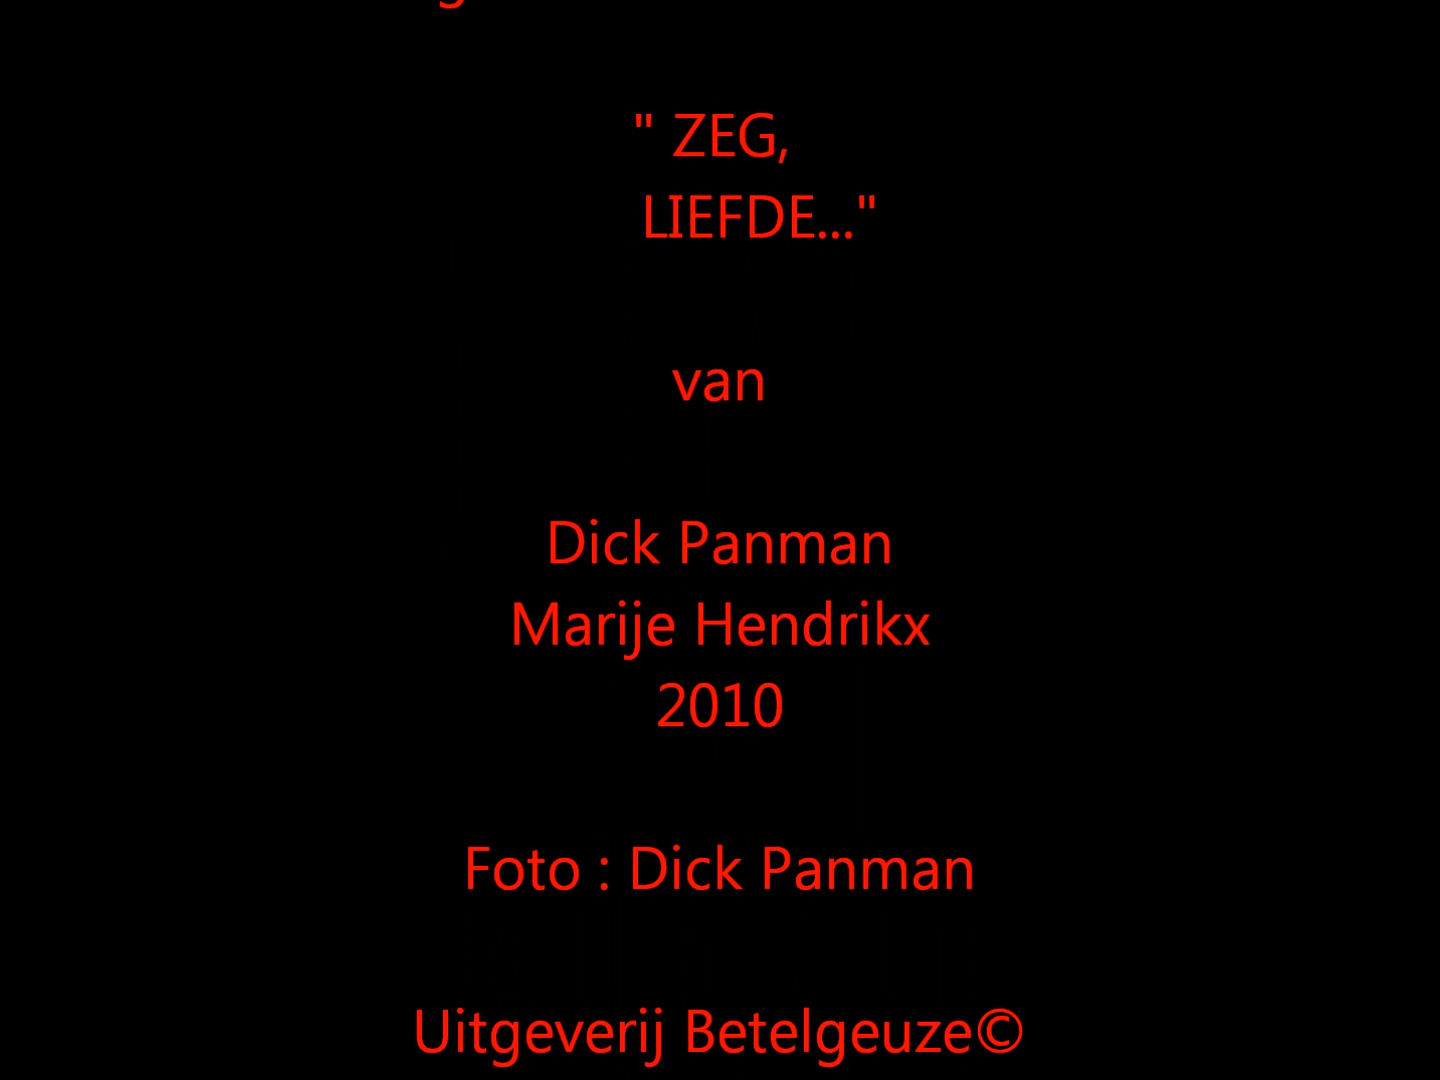 " ZEG,
LIEFDE..."
van
Dick Panman
Marije Hendrikx
2010
Foto : Dick Panman
Uitgeverij Betelgeuze©